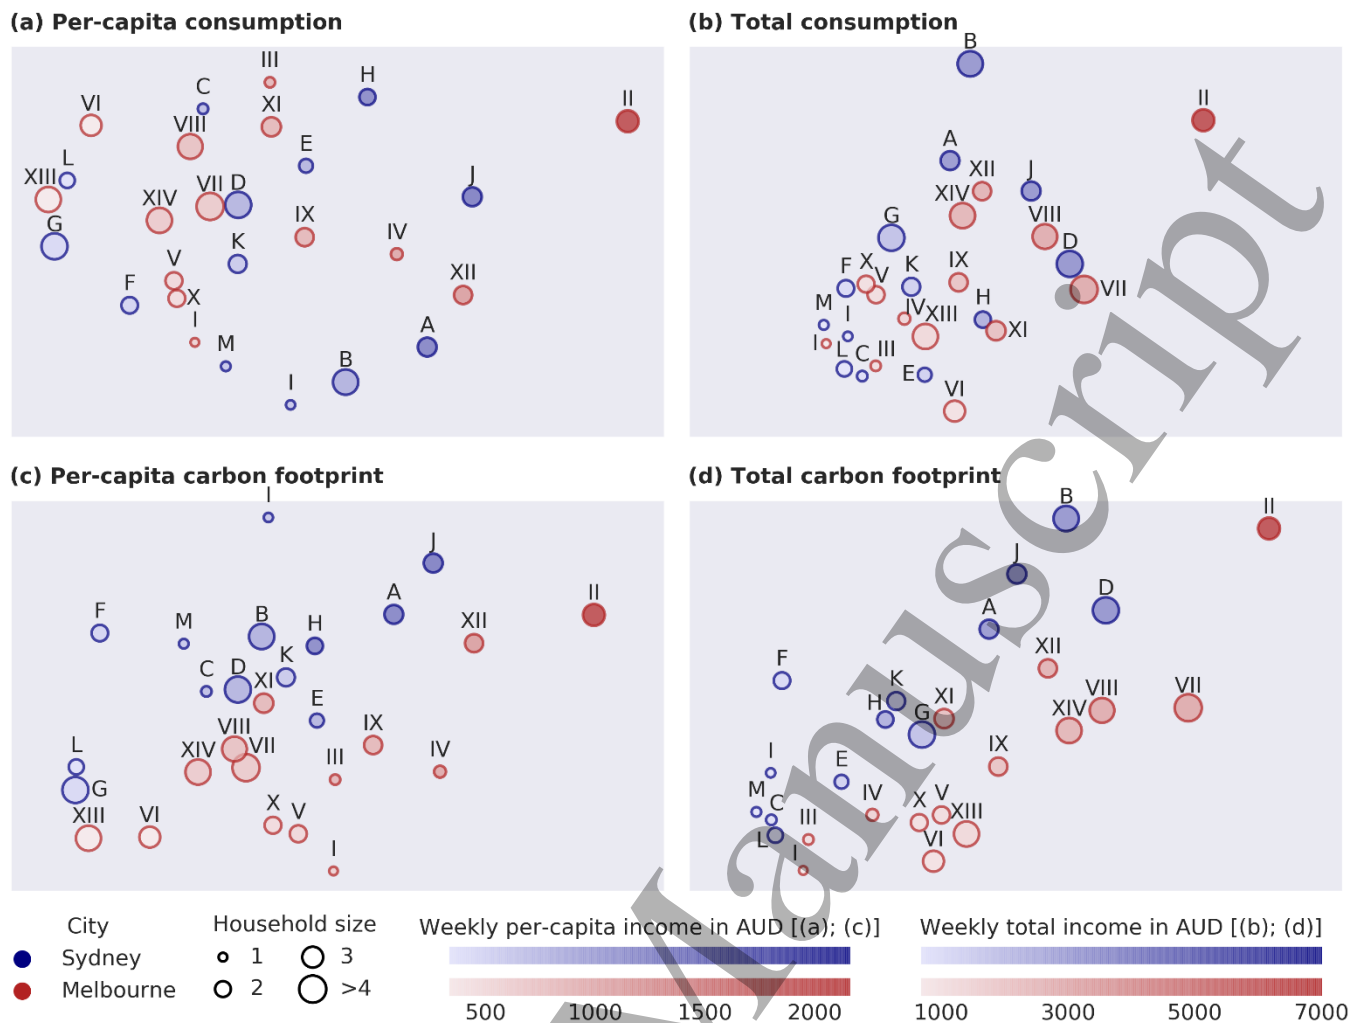 (a) Per-capita consumption
(b) Total consumption
III
C
H
VI
XI
II
VIII
E
L
XIII
J
XIV
VII
D
G
IX
IV
K
V
XII
F
X
I
M
A
B
I
B
II
A
XII
J
XIV
VIII
G
D
F
X
V
K
IX
VII
M
I
IV
XIII
H
XI
I
L
C
III
E
VI
(c) Per-capita carbon footprint
(d) Total carbon footprint
I
J
F
M
B
H
A
XII
II
C
D
XI
K
E
VIII
XIV
VII
IX
III
IV
L
G
XIII
VI
X
V
I
B
II
J
D
A
F
XII
K
H
G
XI
VIII
VII
XIV
IX
I
E
M
C
L
III
IV
X
V
XIII
I
VI
City
Sydney
Melbourne
Household size
1
3
2
>4
Weekly per-capita income in AUD [(a); (c)]
500 1000 1500 2000
Weekly total income in AUD [(b); (d)]
1000 3000 5000 7000
Manuscript